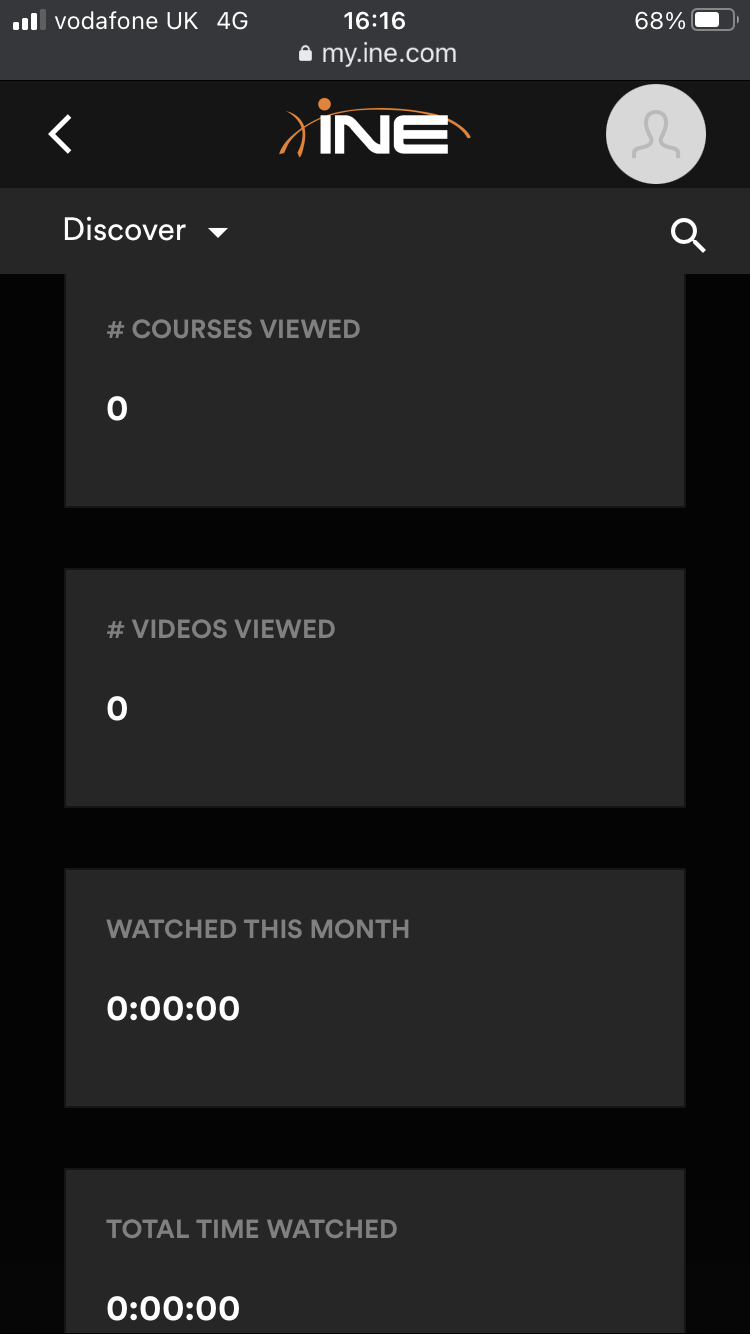 vodafone UK 4G 16:16 68%
my.ine.com
INE
Discover
# COURSES VIEWED
0
# VIDEOS VIEWED
0
WATCHED THIS MONTH
0:00:00
TOTAL TIME WATCHED
0:00:00